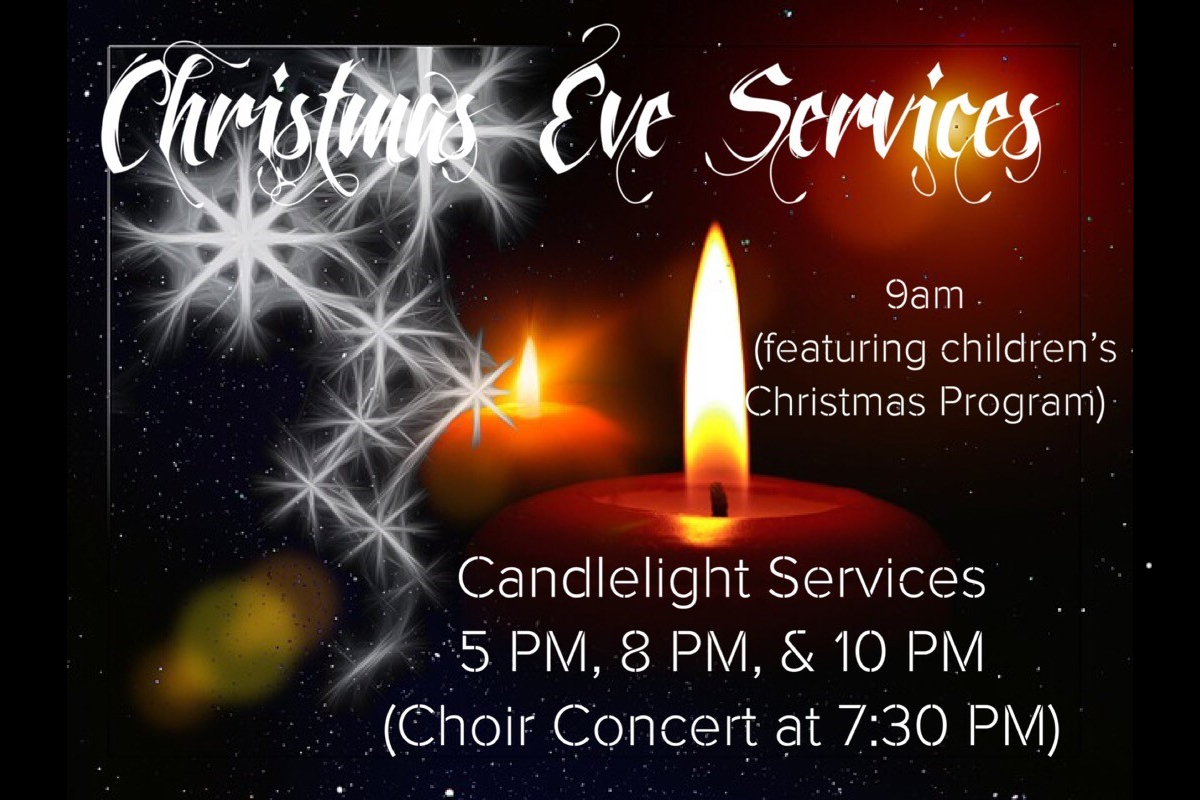 Christmas Eve Services
9am
(featuring children's
Christmas Program)
Candlelight Services
5 PM, 8 PM, & 10 PM
(Choir Concert at 7:30 PM)